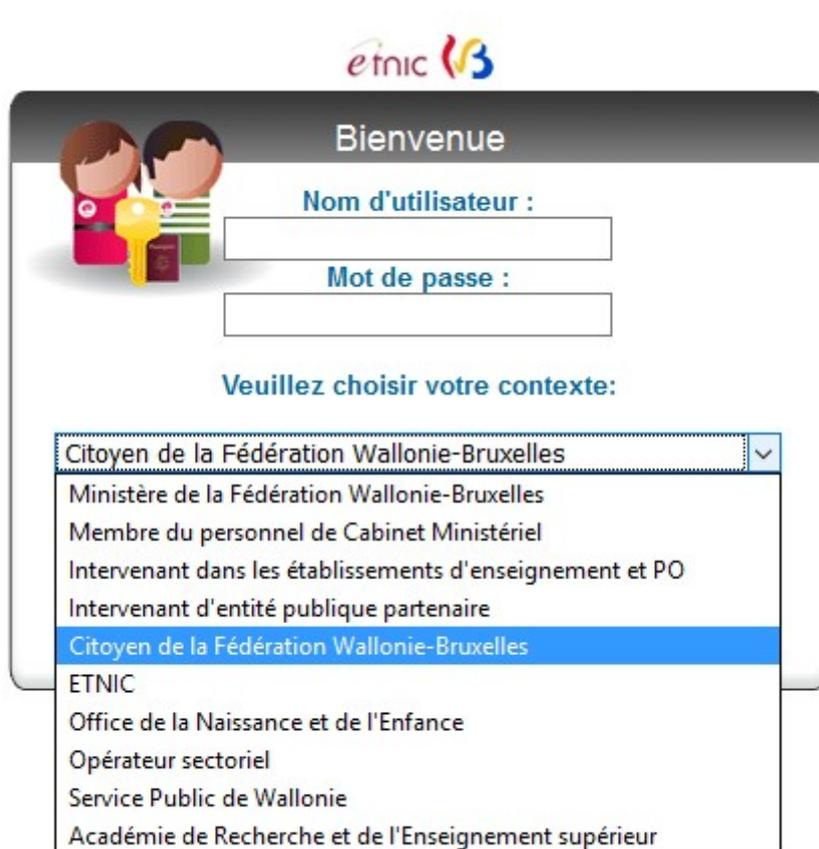 etnic
Bienvenue
Nom d'utilisateur :
Mot de passe :
Veuillez choisir votre contexte:
Citoyen de la Fédération Wallonie-Bruxelles
Ministère de la Fédération Wallonie-Bruxelles
Membre du personnel de Cabinet Ministériel
Intervenant dans les établissements d'enseignement et PO
Intervenant d'entité publique partenaire
Citoyen de la Fédération Wallonie-Bruxelles
ETNIC
Office de la Naissance et de l'Enfance
Opérateur sectoriel
Service Public de Wallonie
Académie de Recherche et de l'Enseignement supérieur